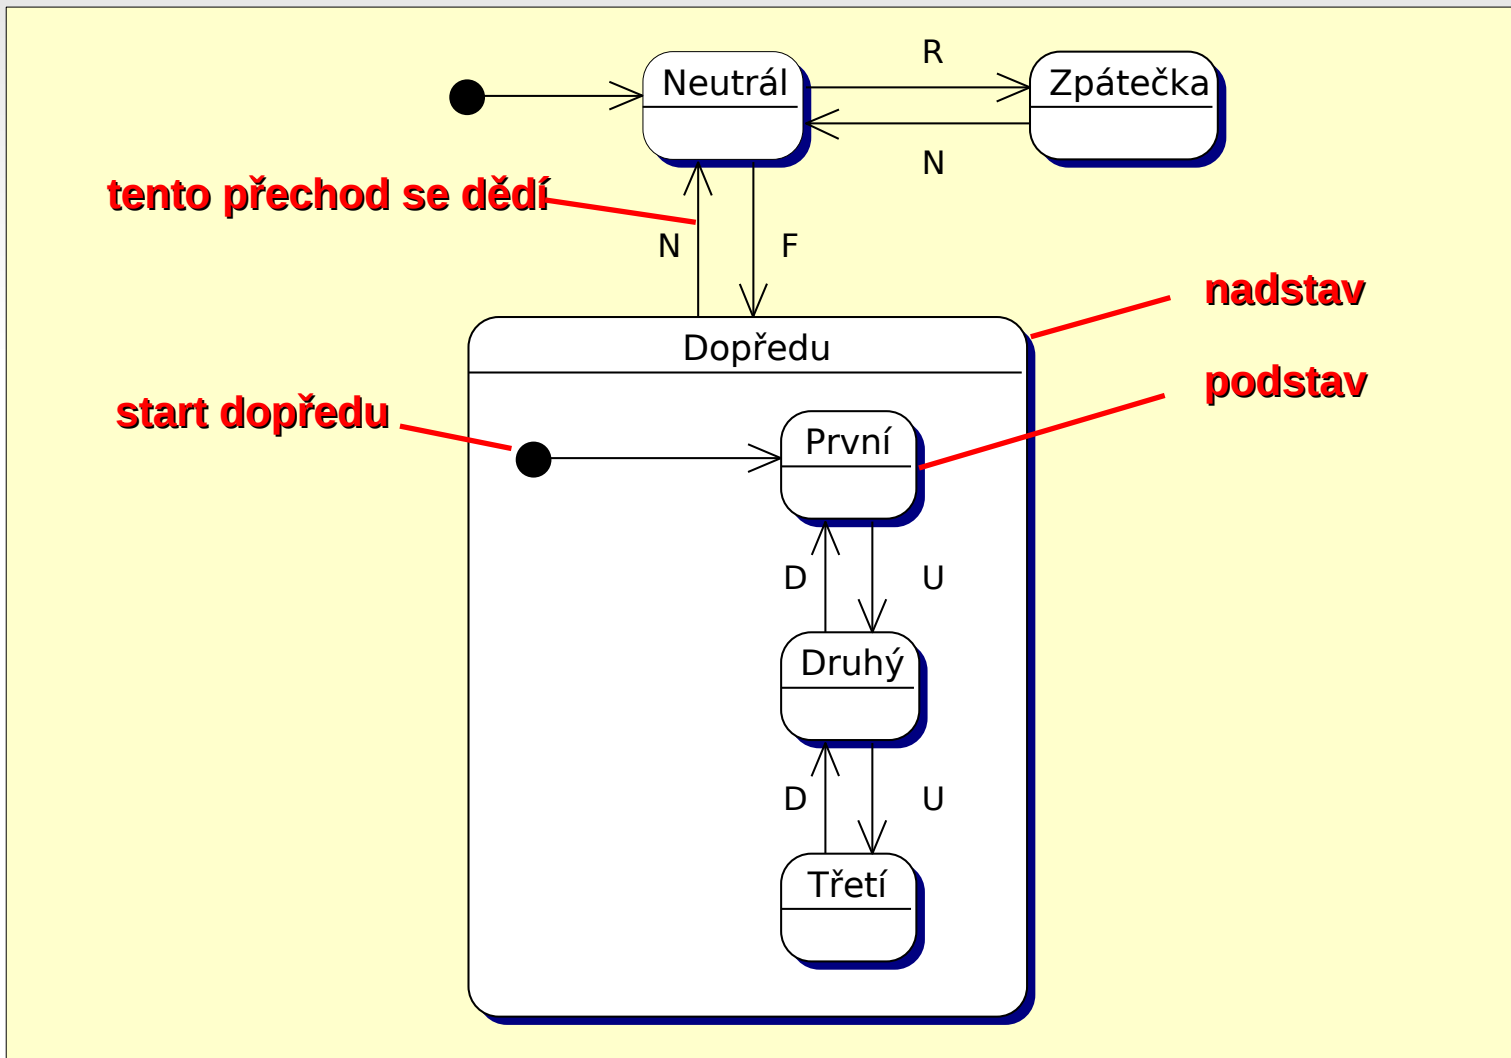 R
Neutrál
Zpátečka
N
tento přechod se dědí
N
F
nadstav
Dopředu
podstav
start dopředu
První
D
U
Druhý
D
U
Třetí